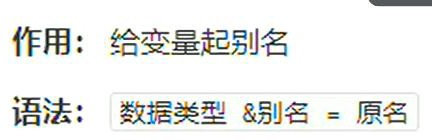 作用： 给变量起别名
语法： 数据类型 &别名 = 原名